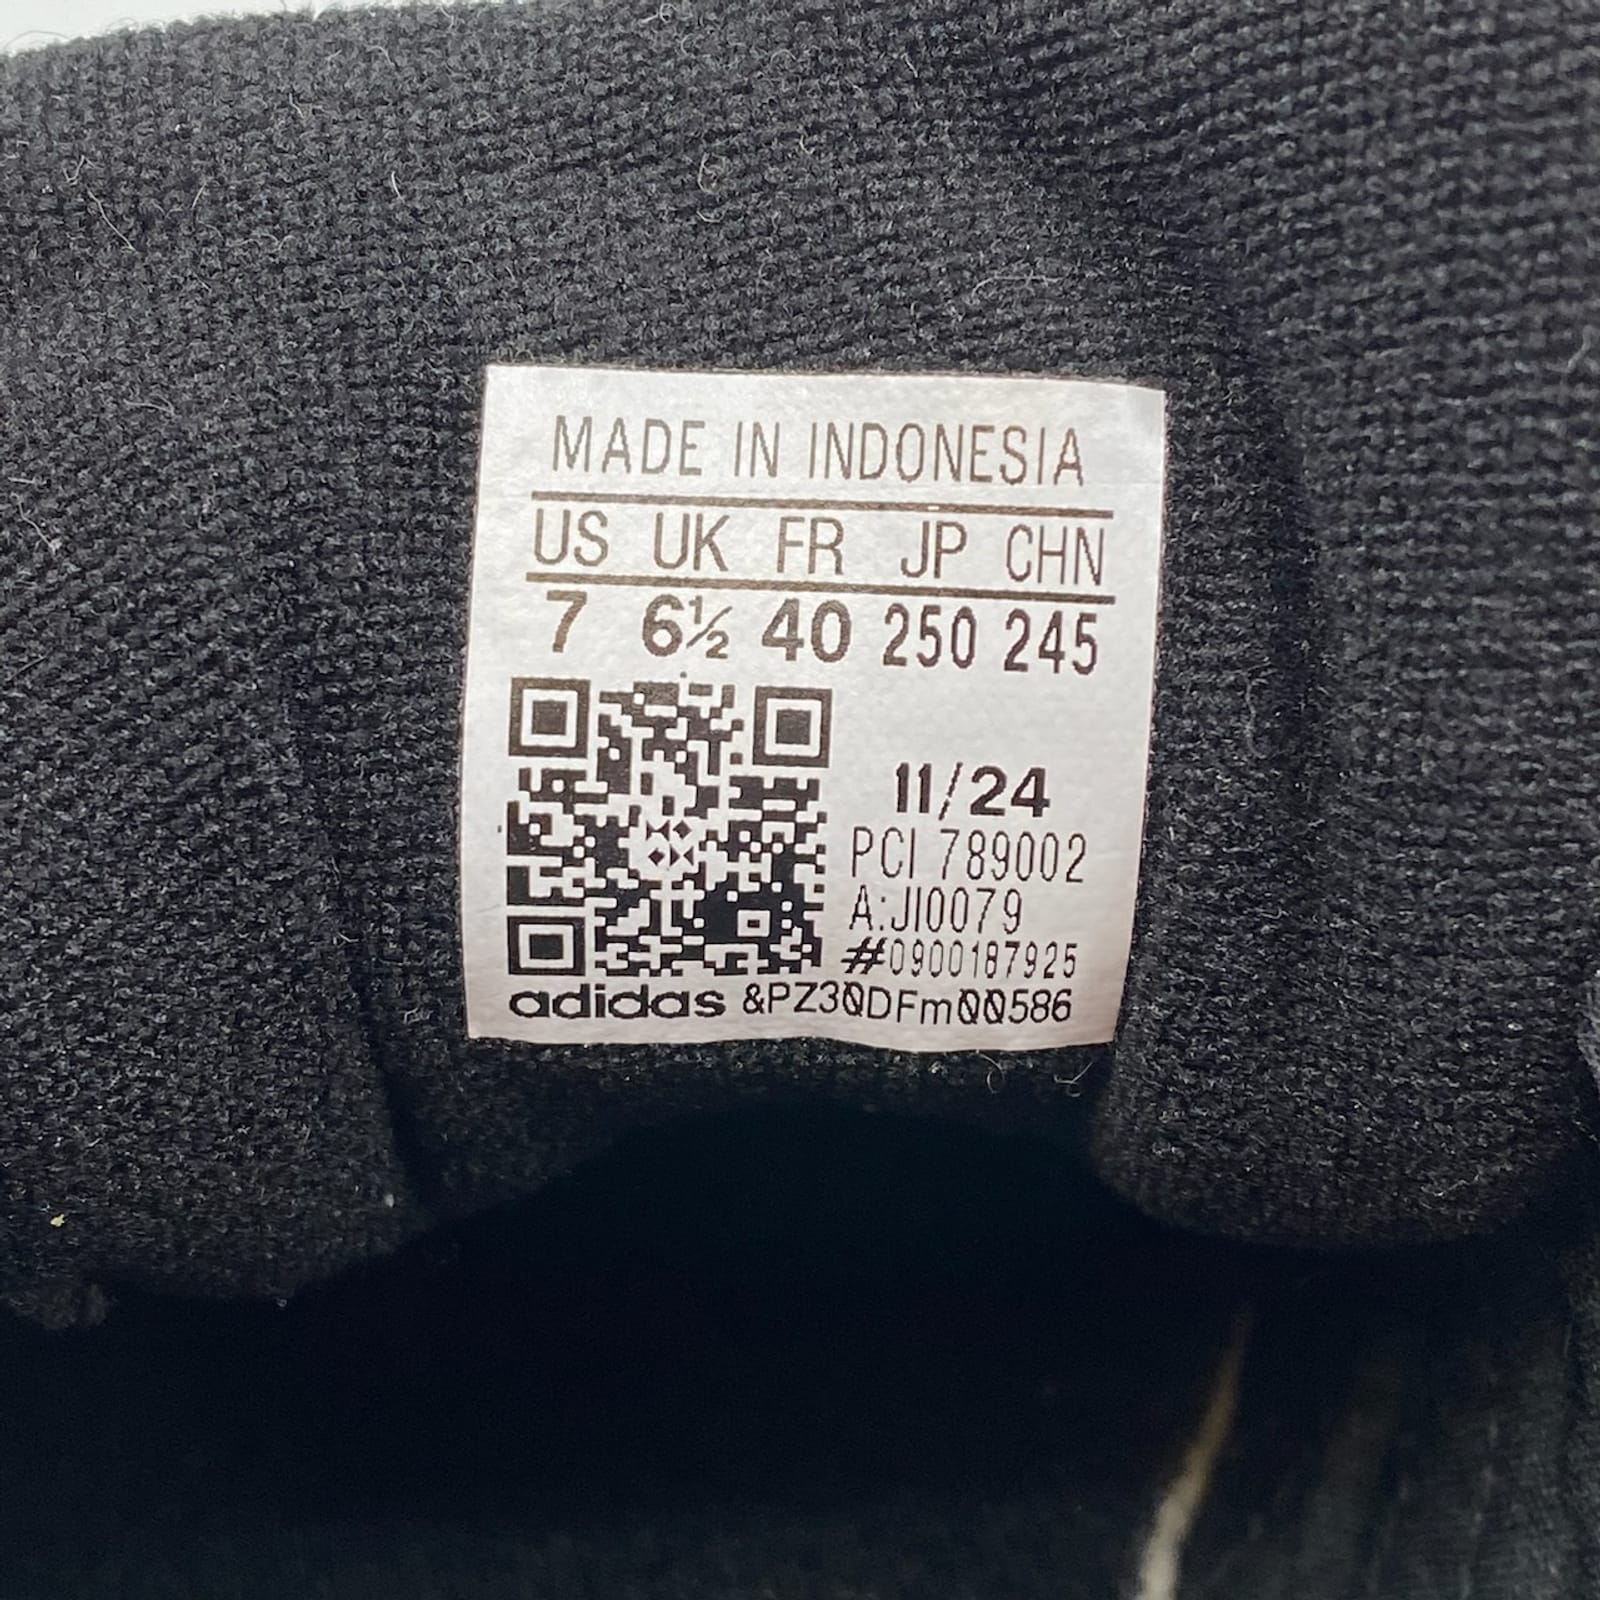 MADE IN INDONESIA
US UK FR JP CHN
7 6½ 40 250 245
11/24
PCI 789002
A:JI0079
#0900187925
adidas &PZ30DFm00586